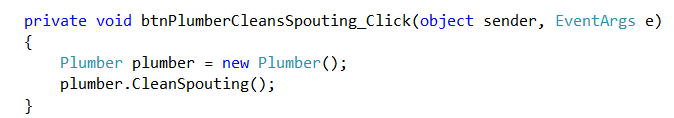 private void btnPlumberCleansSpouting_Click(object sender, EventArgs e)
{
    Plumber plumber = new Plumber();
    plumber.CleanSpouting();
}